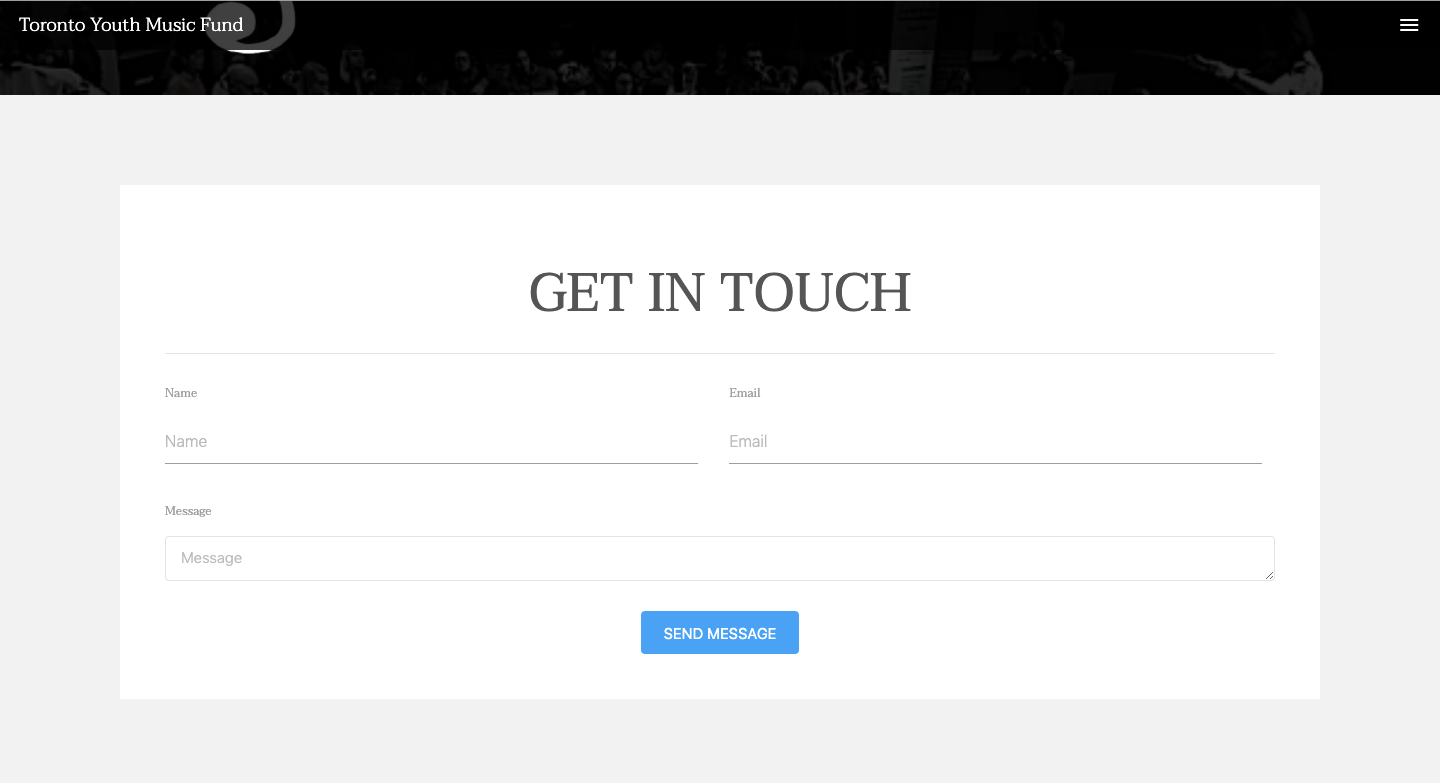 Toronto Youth Music Fund
GET IN TOUCH
Name
Email
Name
Email
Message
Message
SEND MESSAGE